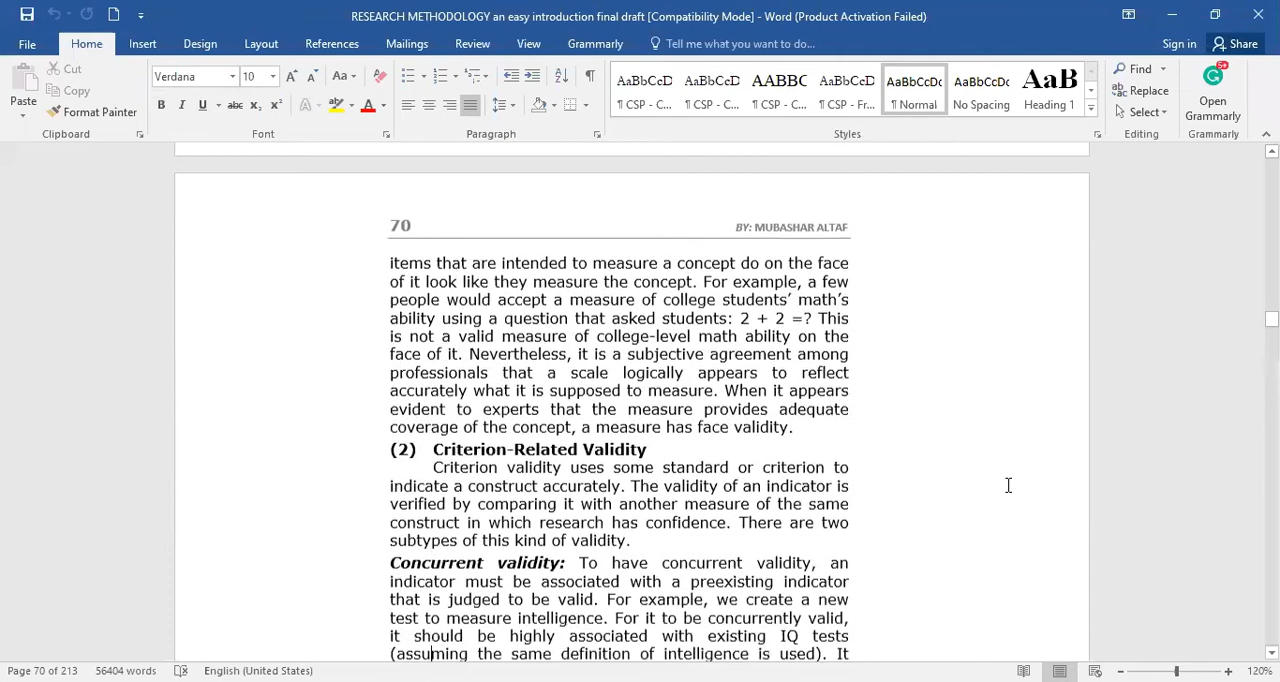 RESEARCH METHODOLOGY an easy introduction final draft [Compatibility Mode] - Word (Product Activation Failed)
File Home Insert Design Layout References Mailings Review View Grammarly Tell me what you want to do... Sign in Share
Paste
Cut
Copy
Format Painter
Clipboard
Verdana 10 Aa
B I U abc x₂ x² A A
Font
Paragraph
AaBbCcD AaBbCcD AABBC AaBbCcD AaBbCcDc AaBbCcDc AaB
¶ CSP - C... ¶ CSP - C... ¶ CSP - C... ¶ CSP - Fr... ¶ Normal No Spacing Heading 1
Styles
Find
Replace
Select
Editing
Open
Grammarly
Grammarly
70 BY: MUBASHAR ALTAF
items that are intended to measure a concept do on the face
of it look like they measure the concept. For example, a few
people would accept a measure of college students’ math’s
ability using a question that asked students: 2 + 2 =? This
is not a valid measure of college-level math ability on the
face of it. Nevertheless, it is a subjective agreement among
professionals that a scale logically appears to reflect
accurately what it is supposed to measure. When it appears
evident to experts that the measure provides adequate
coverage of the concept, a measure has face validity.
(2) Criterion-Related Validity
Criterion validity uses some standard or criterion to
indicate a construct accurately. The validity of an indicator is
verified by comparing it with another measure of the same
construct in which research has confidence. There are two
subtypes of this kind of validity.
Concurrent validity: To have concurrent validity, an
indicator must be associated with a preexisting indicator
that is judged to be valid. For example, we create a new
test to measure intelligence. For it to be concurrently valid,
it should be highly associated with existing IQ tests
(assuming the same definition of intelligence is used). It
Page 70 of 213 56404 words English (United States) 120%